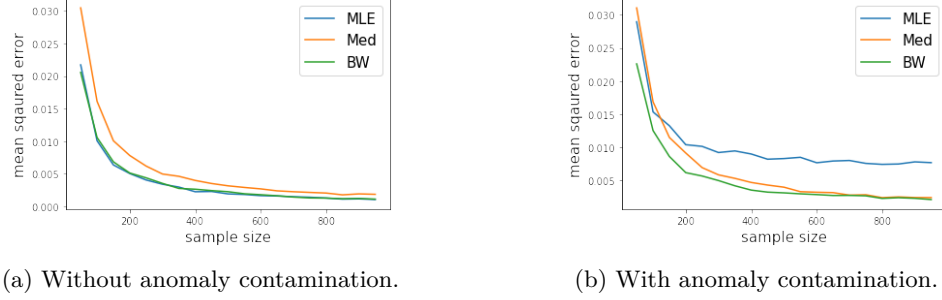 0.030
0.025
0.020
0.015
0.010
0.005
0.000
mean sqaured error
MLE
Med
BW
200
400
600
800
sample size
(a) Without anomaly contamination.
0.030
0.025
0.020
0.015
0.010
0.005
mean sqaured error
MLE
Med
BW
200
400
600
800
sample size
(b) With anomaly contamination.